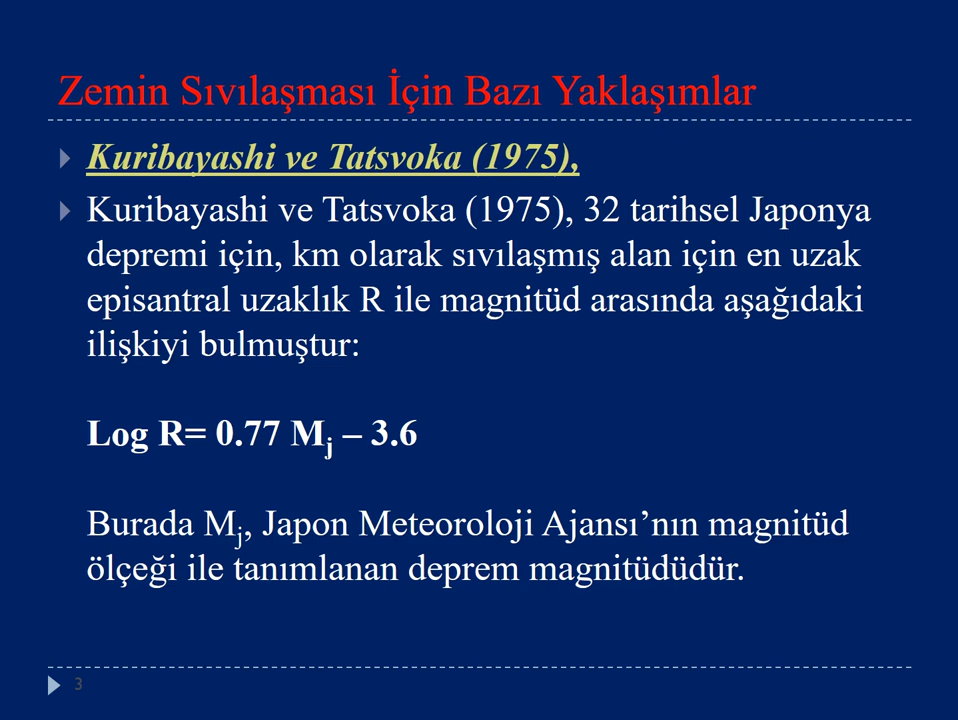 Zemin Sıvılaşması İçin Bazı Yaklaşımlar
Kuribayashi ve Tatsvoka (1975),
Kuribayashi ve Tatsvoka (1975), 32 tarihsel Japonya
depremi için, km olarak sıvılaşmış alan için en uzak
episantral uzaklık R ile magnitüd arasında aşağıdaki
ilişkiyi bulmuştur:
Log R= 0.77 Mj – 3.6
Burada Mj, Japon Meteoroloji Ajansı’nın magnitüd
ölçeği ile tanımlanan deprem magnitüdüdür.
3